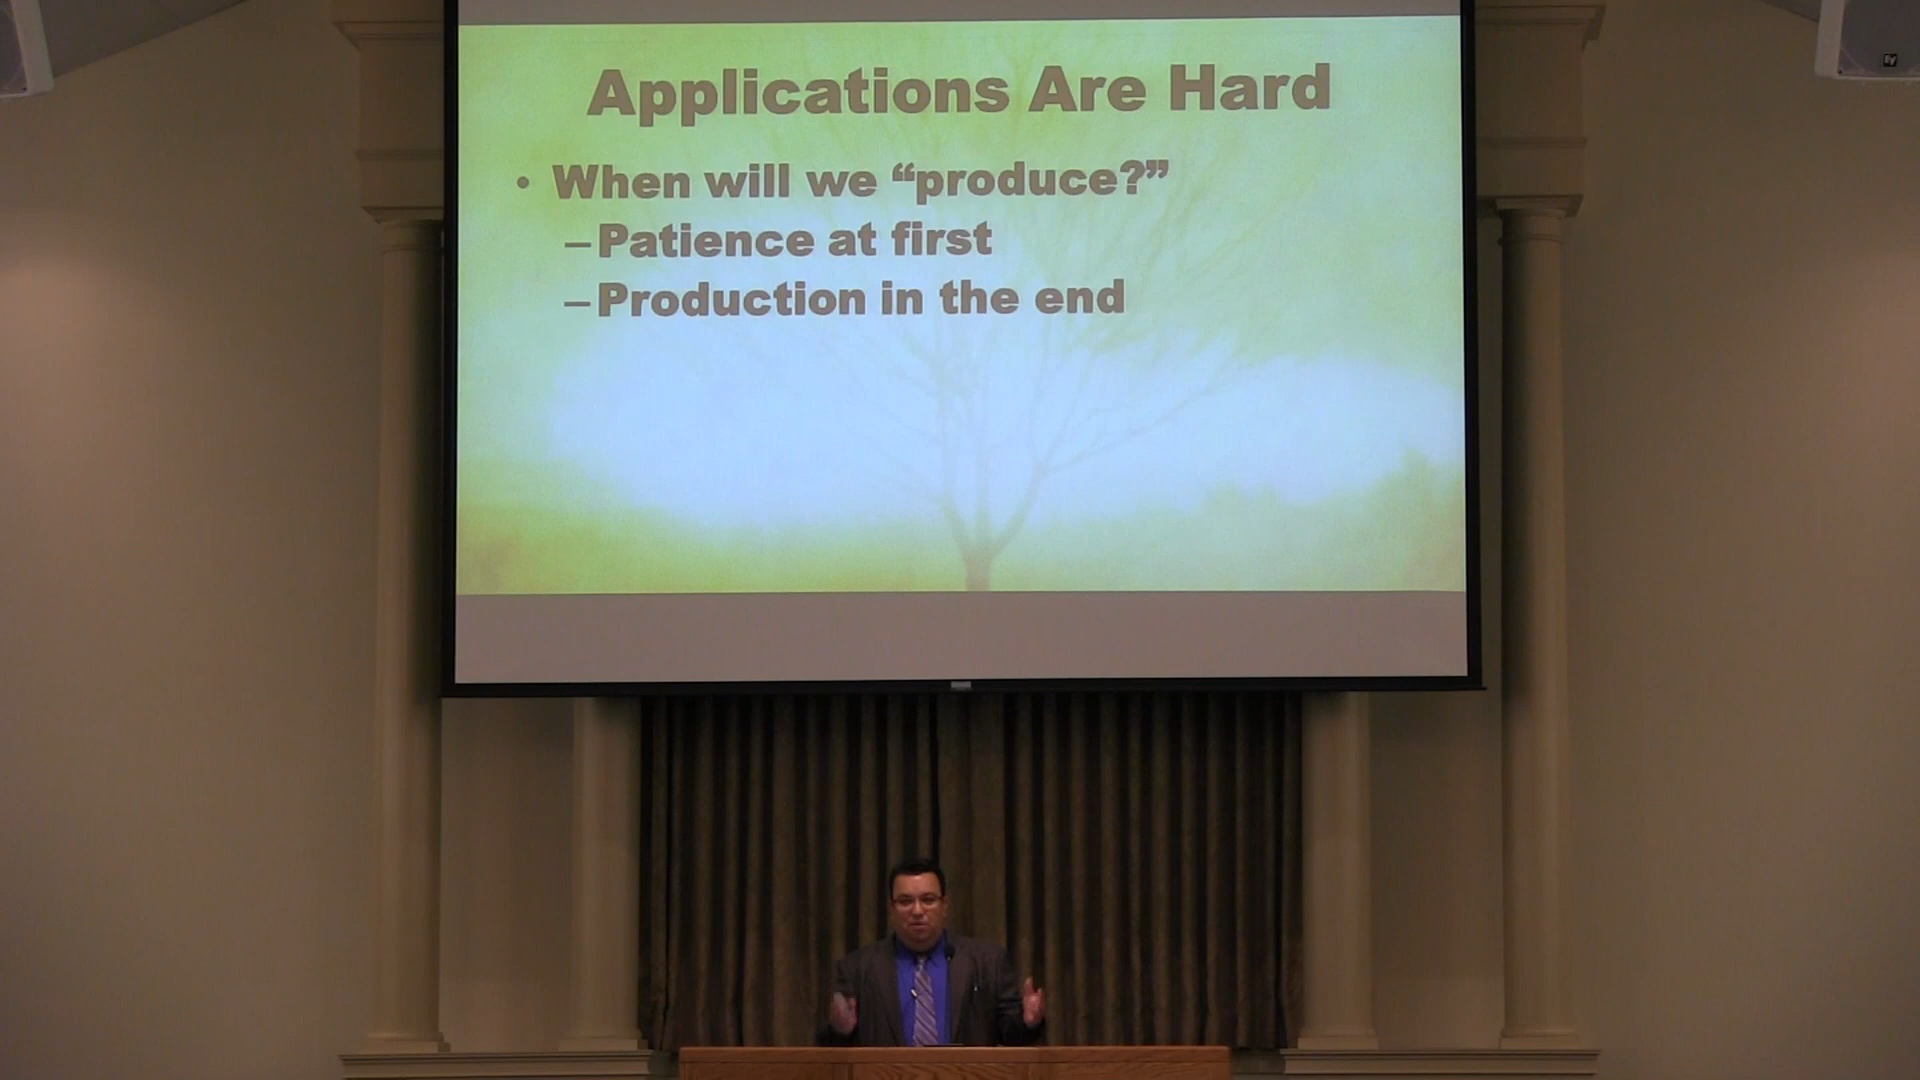 Applications Are Hard
• When will we “produce?”
–Patience at first
–Production in the end